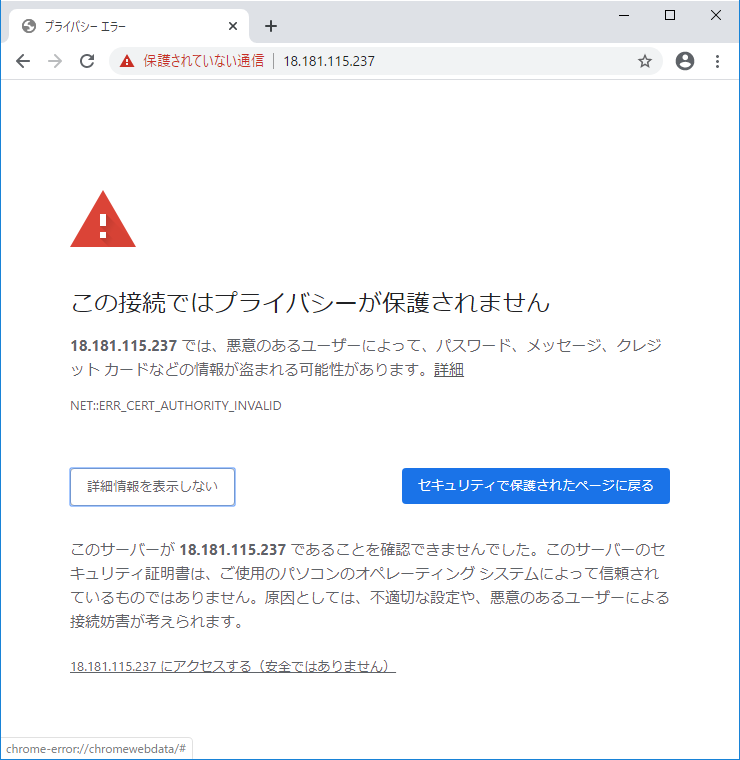 プライバシー エラー
保護されていない通信 | 18.181.115.237
この接続ではプライバシーが保護されません
18.181.115.237 では、悪意のあるユーザーによって、パスワード、メッセージ、クレジ
ット カードなどの情報が盗まれる可能性があります。詳細
NET::ERR_CERT_AUTHORITY_INVALID
詳細情報を表示しない
セキュリティで保護されたページに戻る
このサーバーが 18.181.115.237 であることを確認できませんでした。このサーバーのセ
キュリティ証明書は、ご使用のパソコンのオペレーティング システムによって信頼され
ているものではありません。原因としては、不適切な設定や、悪意のあるユーザーによる
接続妨害が考えられます。
18.181.115.237 にアクセスする（安全ではありません）
chrome-error://chromewebdata/#